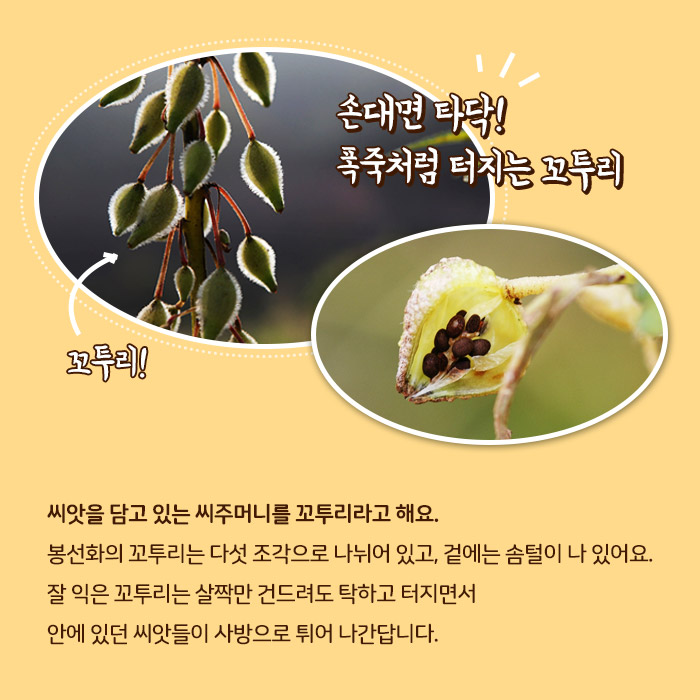 손대면 타닥!
폭죽처럼 터지는 꼬투리
꼬투리!
씨앗을 담고 있는 씨주머니를 꼬투리라고 해요.
봉선화의 꼬투리는 다섯 조각으로 나뉘어 있고, 겉에는 솜털이 나 있어요.
잘 익은 꼬투리는 살짝만 건드려도 탁하고 터지면서
안에 있던 씨앗들이 사방으로 튀어 나간답니다.